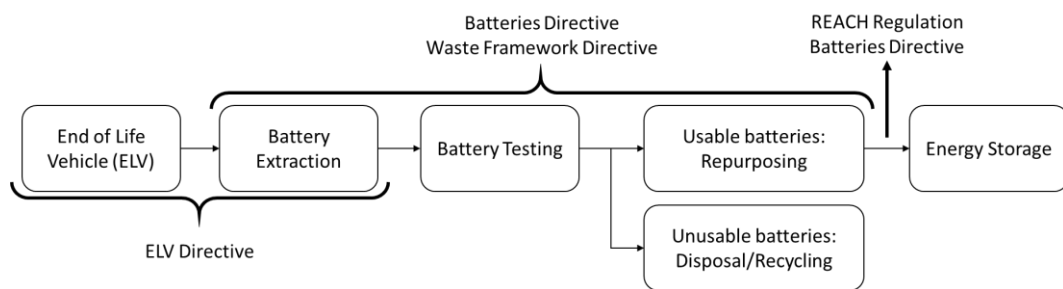 Batteries Directive
Waste Framework Directive
REACH Regulation
Batteries Directive
End of Life
Vehicle (ELV)
Battery
Extraction
Battery Testing
Usable batteries:
Repurposing
Energy Storage
ELV Directive
Unusable batteries:
Disposal/Recycling